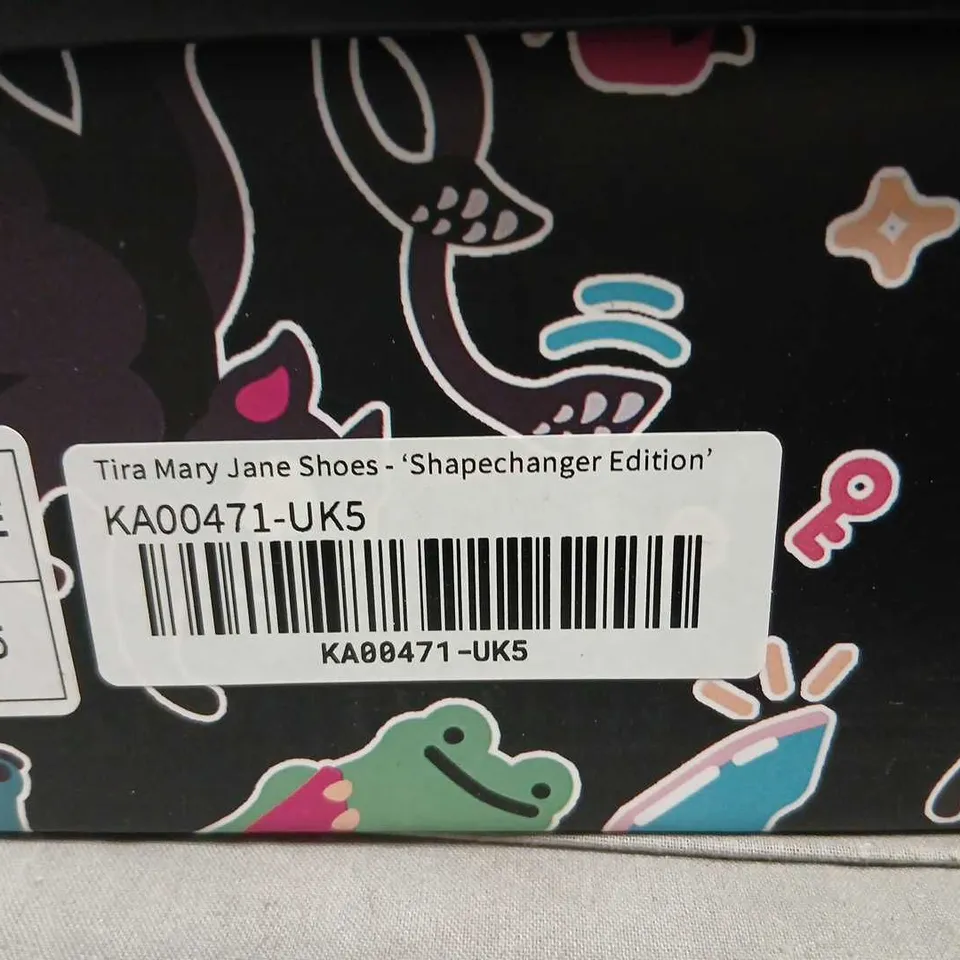 Tira Mary Jane Shoes - ‘Shapechanger Edition’
KA00471-UK5
KA00471-UK5